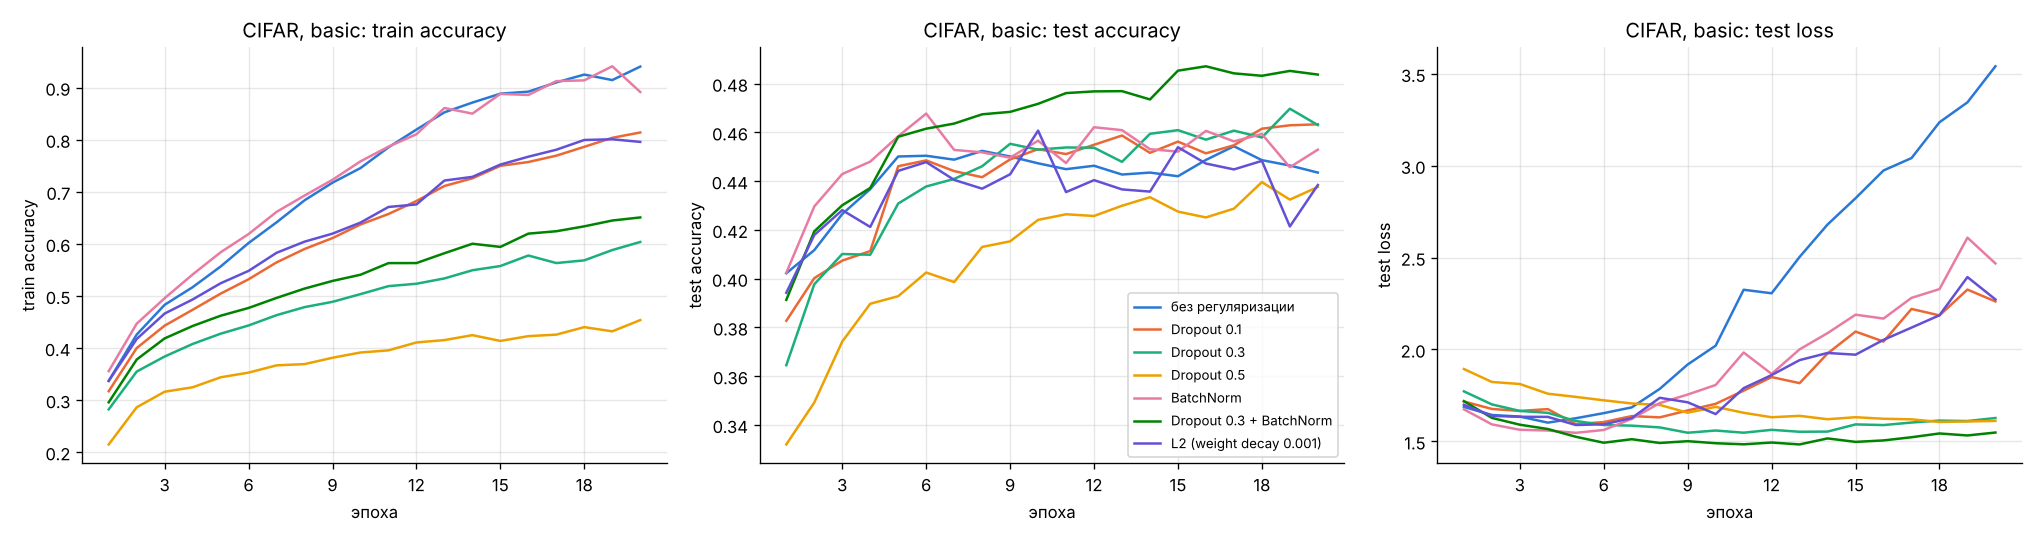 CIFAR, basic: train accuracy
train accuracy
0.9
0.8
0.7
0.6
0.5
0.4
0.3
0.2
3 6 9 12 15 18
эпоха
CIFAR, basic: test accuracy
test accuracy
0.48
0.46
0.44
0.42
0.40
0.38
0.36
0.34
без регуляризации
Dropout 0.1
Dropout 0.3
Dropout 0.5
BatchNorm
Dropout 0.3 + BatchNorm
L2 (weight decay 0.001)
3 6 9 12 15 18
эпоха
CIFAR, basic: test loss
test loss
3.5
3.0
2.5
2.0
1.5
3 6 9 12 15 18
эпоха